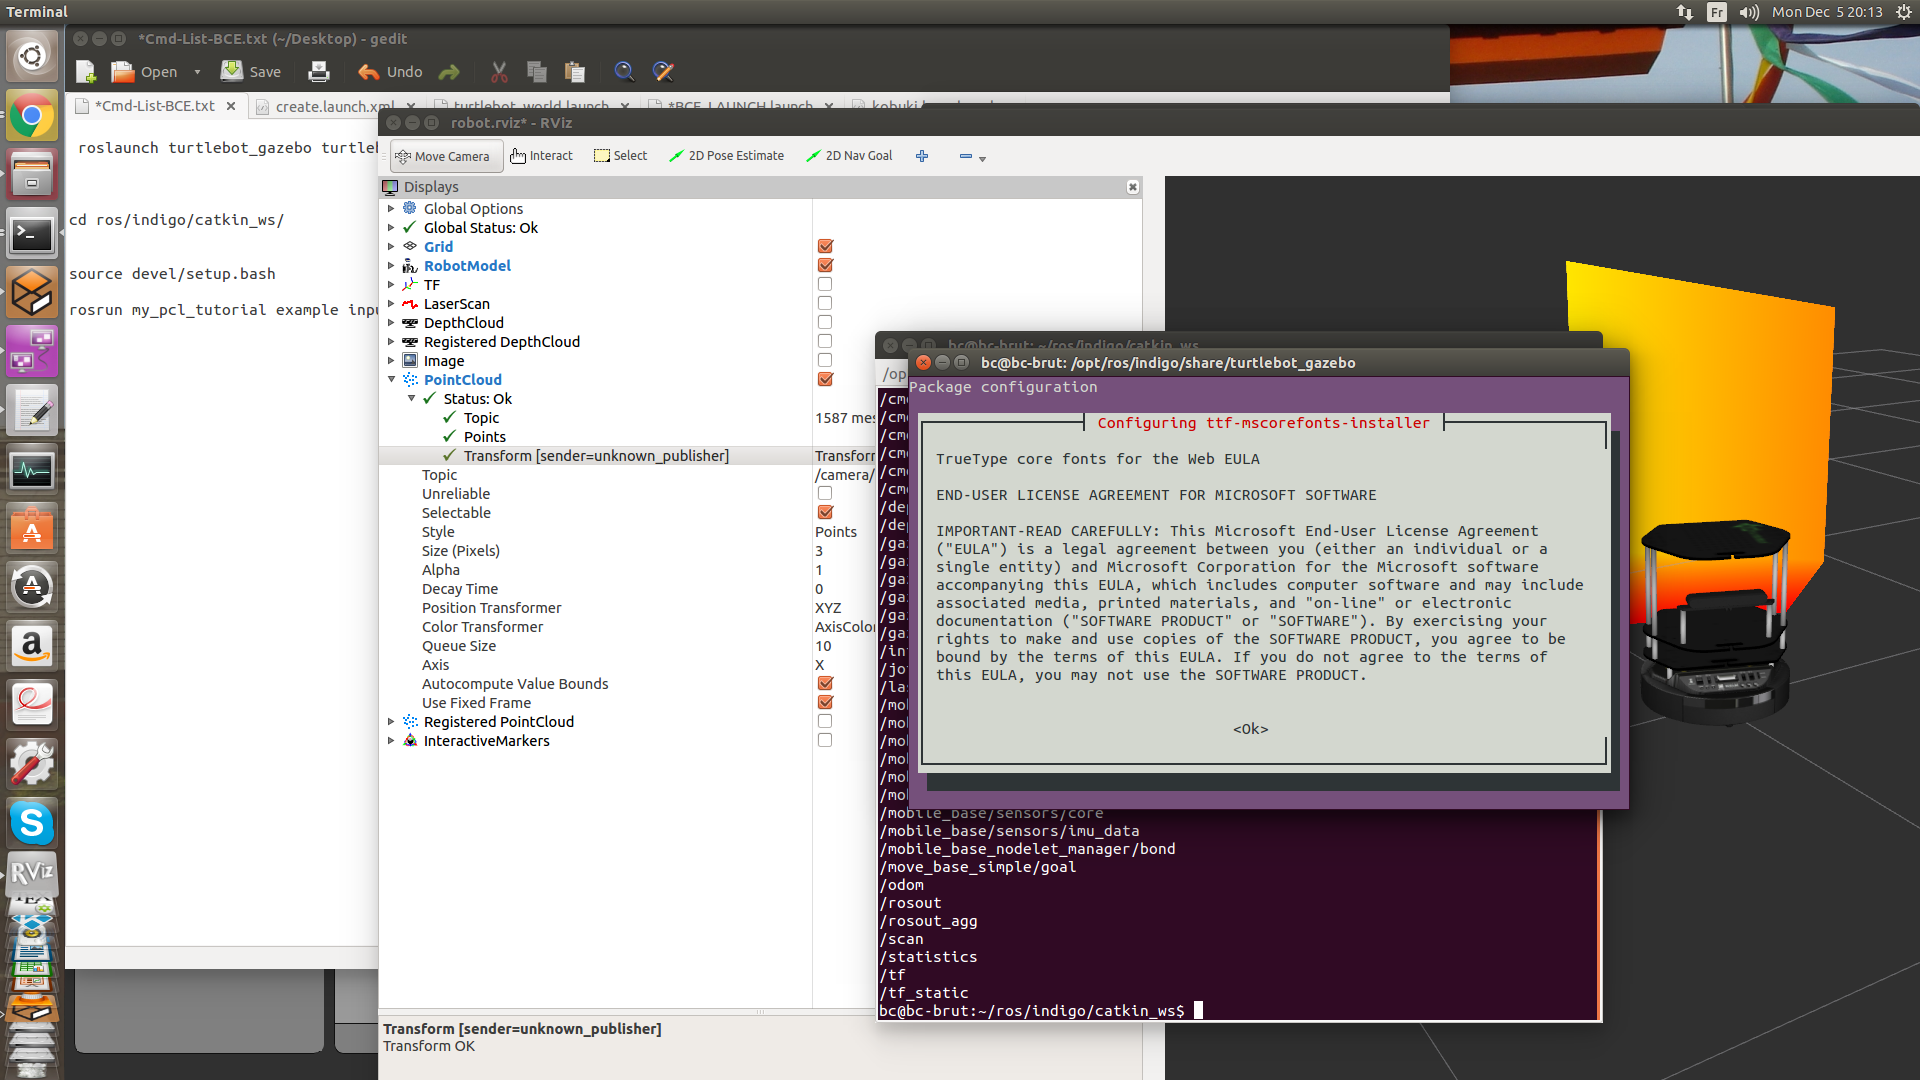 Terminal
Fr
Mon Dec 5 20:13
*Cmd-List-BCE.txt (~/Desktop) - gedit
Open
Save
Undo
*Cmd-List-BCE.txt
create.launch.xml
turtlebot_world.launch
*BCE_LAUNCH.launch
roslaunch turtlebot_gazebo
cd ros/indigo/catkin_ws/
source devel/setup.bash
rosrun my_pcl_tutorial example
robot.rviz* - RViz
Move Camera
Interact
Select
2D Pose Estimate
2D Nav Goal
Displays
Global Options
Global Status: Ok
Grid
RobotModel
TF
LaserScan
DepthCloud
Registered DepthCloud
Image
PointCloud
Status: Ok
Topic
1587
Points
Transform [sender=unknown_publisher]
Topic
/camera/
Unreliable
Selectable
Style
Points
Size (Pixels)
3
Alpha
1
Decay Time
0
Position Transformer
XYZ
Color Transformer
Queue Size
10
Axis
X
Autocompute Value Bounds
Use Fixed Frame
Registered PointCloud
InteractiveMarkers
Transform [sender=unknown_publisher]
Transform OK
bc@bc-brut: ~/ros/indigo/catkin_ws
bc@bc-brut: /opt/ros/indigo/share/turtlebot_gazebo
Package configuration
Configuring ttf-mscorefonts-installer
TrueType core fonts for the Web EULA
END-USER LICENSE AGREEMENT FOR MICROSOFT SOFTWARE
IMPORTANT-READ CAREFULLY: This Microsoft End-User License Agreement
("EULA") is a legal agreement between you (either an individual or a
single entity) and Microsoft Corporation for the Microsoft software
accompanying this EULA, which includes computer software and may include
associated media, printed materials, and "on-line" or electronic
documentation ("SOFTWARE PRODUCT" or "SOFTWARE"). By exercising your
rights to make and use copies of the SOFTWARE PRODUCT, you agree to be
bound by the terms of this EULA. If you do not agree to the terms of
this EULA, you may not use the SOFTWARE PRODUCT.
<Ok>
/mobile_base/sensors/core
/mobile_base/sensors/imu_data
/mobile_base_nodelet_manager/bond
/move_base_simple/goal
/odom
/rosout
/rosout_agg
/scan
/statistics
/tf
/tf_static
bc@bc-brut:~/ros/indigo/catkin_ws$
RViz